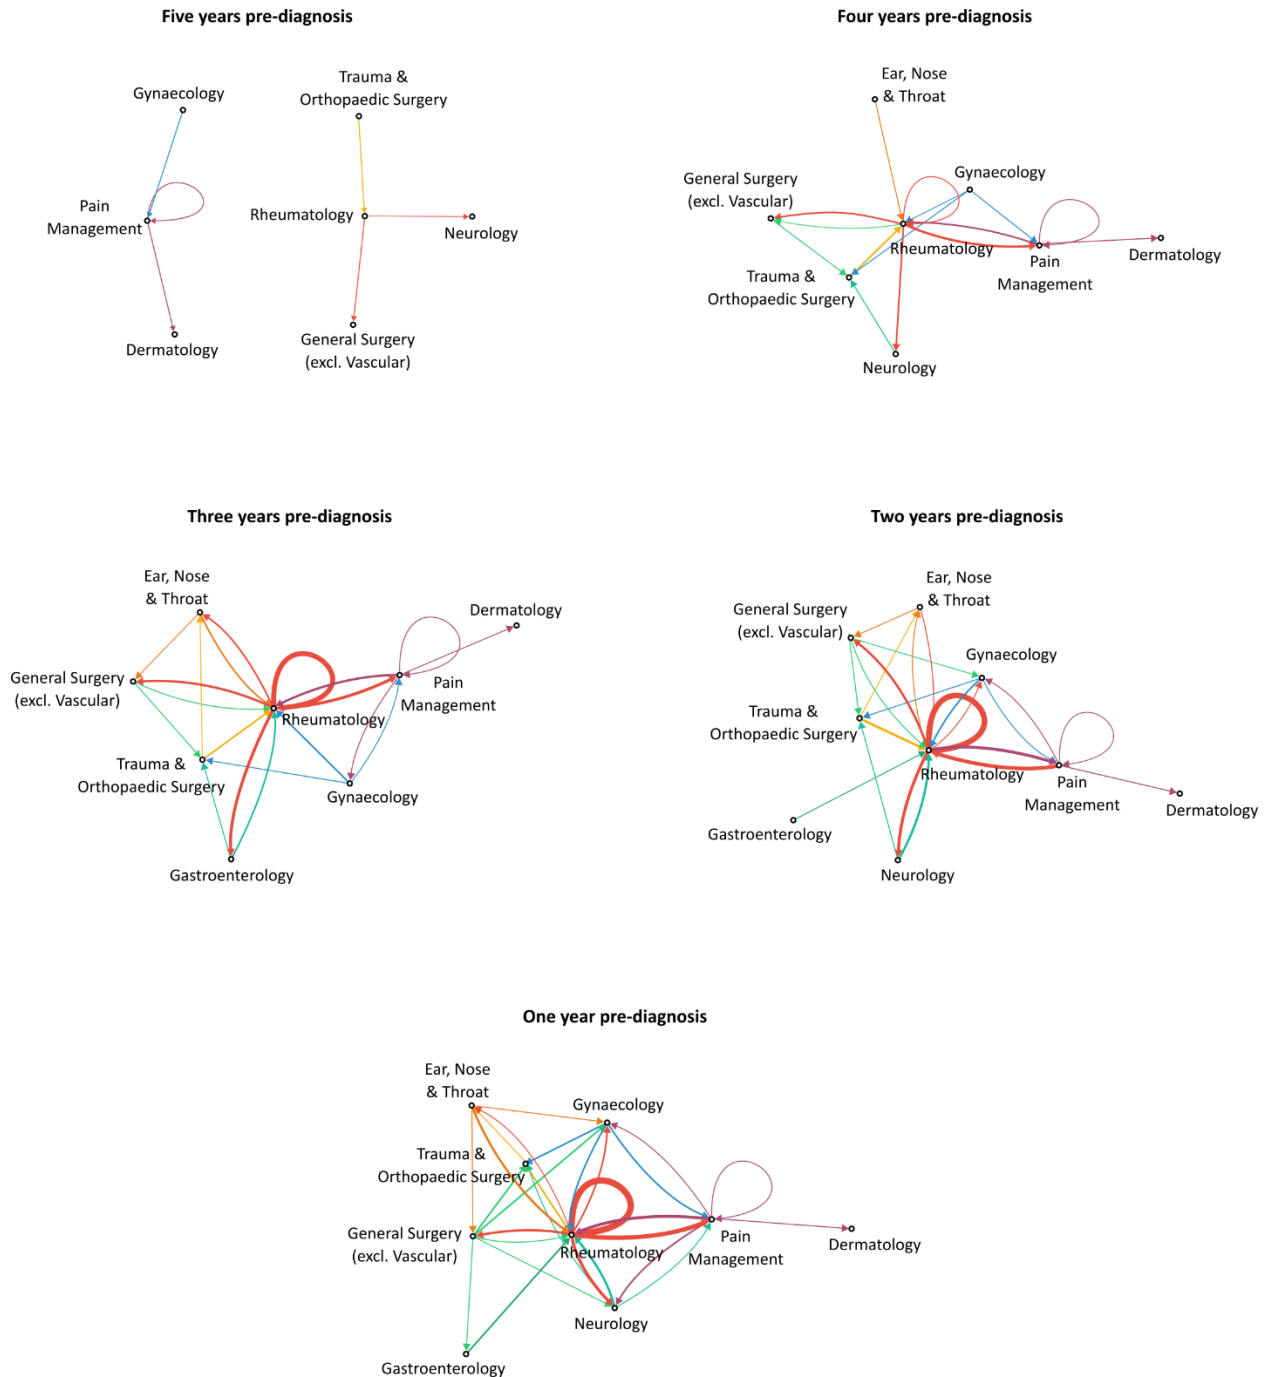 Five years pre-diagnosis
Gynaecology
Trauma &
Orthopaedic Surgery
Pain
Management
Rheumatology
Neurology
Dermatology
General Surgery
(excl. Vascular)
Four years pre-diagnosis
Ear, Nose
& Throat
General Surgery
(excl. Vascular)
Gynaecology
Rheumatology
Pain
Management
Dermatology
Trauma &
Orthopaedic Surgery
Neurology
Three years pre-diagnosis
Ear, Nose
& Throat
Dermatology
General Surgery
(excl. Vascular)
Pain
Management
Rheumatology
Trauma &
Orthopaedic Surgery
Gynaecology
Gastroenterology
Two years pre-diagnosis
Ear, Nose
& Throat
General Surgery
(excl. Vascular)
Gynaecology
Trauma &
Orthopaedic Surgery
Rheumatology
Pain
Management
Dermatology
Gastroenterology
Neurology
One year pre-diagnosis
Ear, Nose
& Throat
Gynaecology
Trauma &
Orthopaedic Surgery
General Surgery
(excl. Vascular)
Rheumatology
Pain
Management
Dermatology
Neurology
Gastroenterology